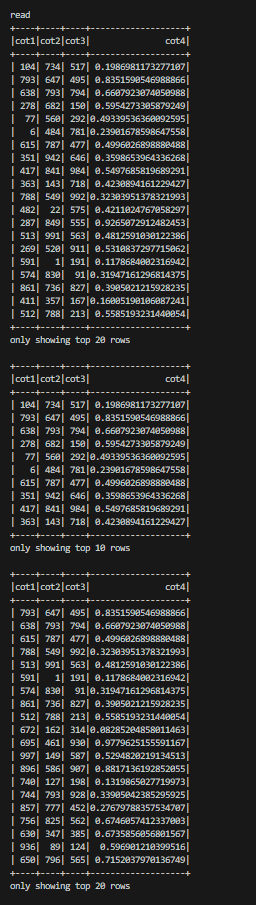 read
+----+----+----+-------------------+
|cot1|cot2|cot3|               cot4|
+----+----+----+-------------------+
| 104| 734| 517| 0.1986981173277107|
| 793| 647| 495| 0.8351590546988866|
| 638| 793| 794| 0.6607923074050988|
| 278| 682| 150| 0.5954273305879249|
|  77| 560| 292|0.49339536360092595|
|   6| 484| 781|0.23901678598647558|
| 615| 787| 477| 0.4996026898880488|
| 351| 942| 646| 0.3598653964336268|
| 417| 841| 984| 0.5497685819689291|
| 363| 143| 718| 0.4230894161229427|
| 788| 549| 992|0.32303951378321993|
| 482|  22| 575| 0.4211024767058297|
| 287| 849| 555| 0.9265072912482453|
| 513| 991| 563| 0.4812591030122386|
| 269| 520| 911| 0.5310837297715062|
| 591|   1| 191| 0.1178684002316942|
| 574| 830|  91|0.31947161296814375|
| 861| 736| 827| 0.3905021215928235|
| 411| 357| 167|0.16005190106087241|
| 512| 788| 213| 0.5585193231440054|
+----+----+----+-------------------+
only showing top 20 rows

+----+----+----+-------------------+
|cot1|cot2|cot3|               cot4|
+----+----+----+-------------------+
| 104| 734| 517| 0.1986981173277107|
| 793| 647| 495| 0.8351590546988866|
| 638| 793| 794| 0.6607923074050988|
| 278| 682| 150| 0.5954273305879249|
|  77| 560| 292|0.49339536360092595|
|   6| 484| 781|0.23901678598647558|
| 615| 787| 477| 0.4996026898880488|
| 351| 942| 646| 0.3598653964336268|
| 417| 841| 984| 0.5497685819689291|
| 363| 143| 718| 0.4230894161229427|
+----+----+----+-------------------+
only showing top 10 rows

+----+----+----+-------------------+
|cot1|cot2|cot3|               cot4|
+----+----+----+-------------------+
| 793| 647| 495| 0.8351590546988866|
| 638| 793| 794| 0.6607923074050988|
| 615| 787| 477| 0.4996026898880488|
| 788| 549| 992|0.32303951378321993|
| 513| 991| 563| 0.4812591030122386|
| 591|   1| 191| 0.1178684002316942|
| 574| 830|  91|0.31947161296814375|
| 861| 736| 827| 0.3905021215928235|
| 512| 788| 213| 0.5585193231440054|
| 672| 162| 314|0.08285204858011463|
| 695| 461| 930| 0.9779625155591167|
| 997| 149| 587| 0.5294820219134513|
| 896| 586| 907| 0.8817136192852055|
| 740| 127| 198| 0.1319865027719973|
| 744| 793| 928|0.33905042385295925|
| 857| 777| 452|0.27679788357534707|
| 756| 825| 562| 0.6746057412337003|
| 630| 347| 385| 0.6735856056801567|
| 936|  89| 124|  0.596901210399516|
| 650| 796| 565| 0.7152037970136749|
+----+----+----+-------------------+
only showing top 20 rows